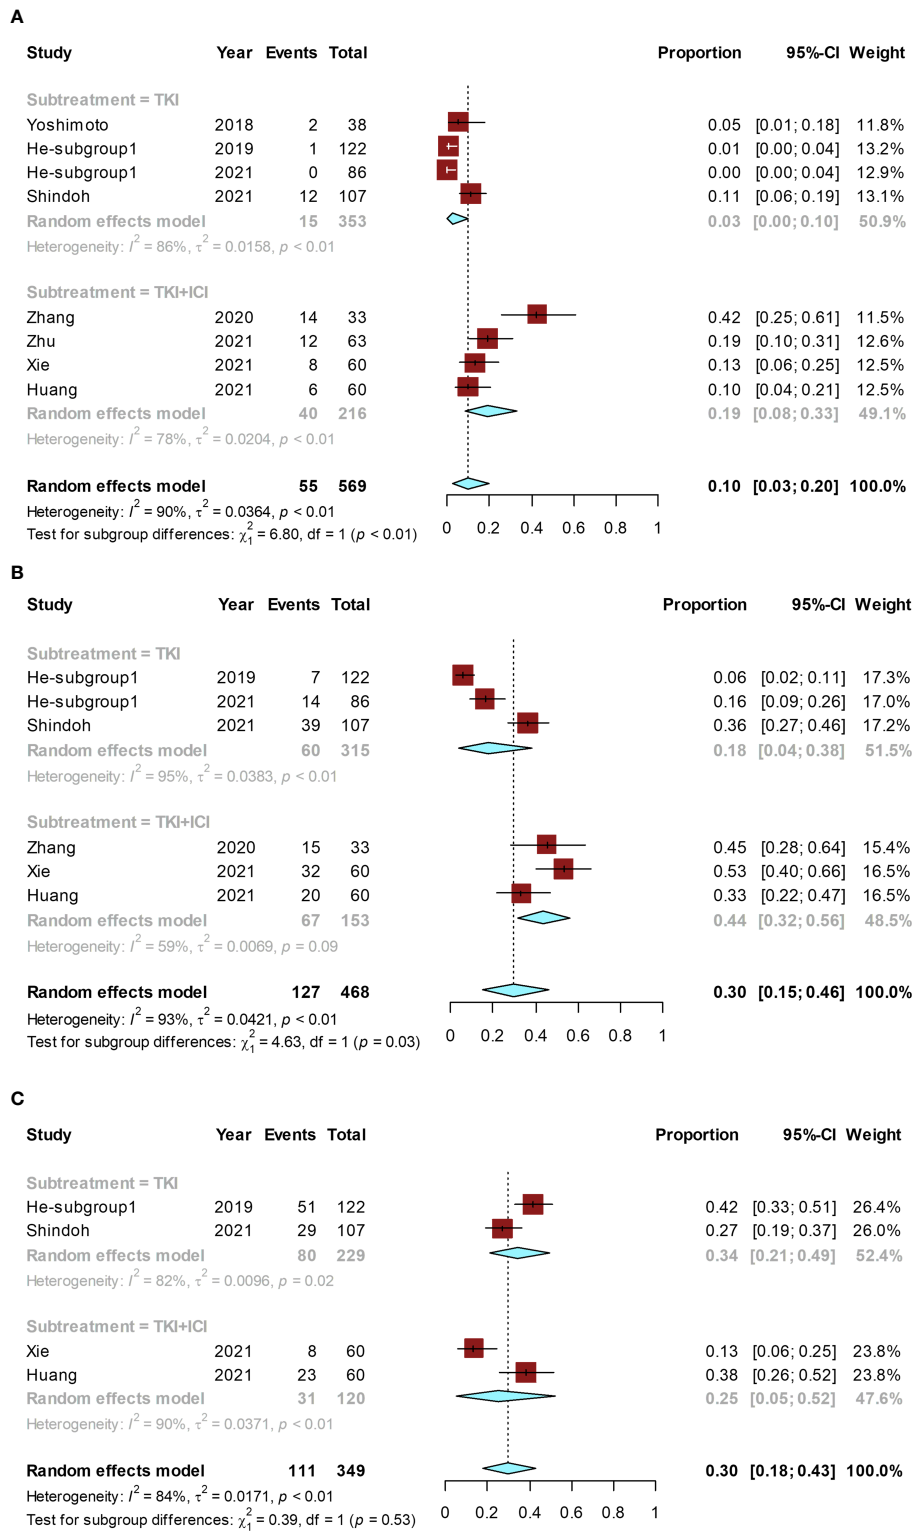 A
Study Year Events Total Proportion 95%-CI Weight
Subtreatment = TKI
Yoshimoto 2018 2 38 0.05 [0.01; 0.18] 11.8%
He-subgroup1 2019 1 122 0.01 [0.00; 0.04] 13.2%
He-subgroup1 2021 0 86 0.00 [0.00; 0.04] 12.9%
Shindoh 2021 12 107 0.11 [0.06; 0.19] 13.1%
Random effects model 15 353 0.03 [0.00; 0.10] 50.9%
Heterogeneity: I² = 86%, τ² = 0.0158, p < 0.01
Subtreatment = TKI+ICI
Zhang 2020 14 33 0.42 [0.25; 0.61] 11.5%
Zhu 2021 12 63 0.19 [0.10; 0.31] 12.6%
Xie 2021 8 60 0.13 [0.06; 0.25] 12.5%
Huang 2021 6 60 0.10 [0.04; 0.21] 12.5%
Random effects model 40 216 0.19 [0.08; 0.33] 49.1%
Heterogeneity: I² = 78%, τ² = 0.0204, p < 0.01
Random effects model 55 569 0.10 [0.03; 0.20] 100.0%
Heterogeneity: I² = 90%, τ² = 0.0364, p < 0.01
Test for subgroup differences: χ²₁ = 6.80, df = 1 (p < 0.01)
0 0.2 0.4 0.6 0.8 1
B
Study Year Events Total Proportion 95%-CI Weight
Subtreatment = TKI
He-subgroup1 2019 7 122 0.06 [0.02; 0.11] 17.3%
He-subgroup1 2021 14 86 0.16 [0.09; 0.26] 17.0%
Shindoh 2021 39 107 0.36 [0.27; 0.46] 17.2%
Random effects model 60 315 0.18 [0.04; 0.38] 51.5%
Heterogeneity: I² = 95%, τ² = 0.0383, p < 0.01
Subtreatment = TKI+ICI
Zhang 2020 15 33 0.45 [0.28; 0.64] 15.4%
Xie 2021 32 60 0.53 [0.40; 0.66] 16.5%
Huang 2021 20 60 0.33 [0.22; 0.47] 16.5%
Random effects model 67 153 0.44 [0.32; 0.56] 48.5%
Heterogeneity: I² = 59%, τ² = 0.0069, p = 0.09
Random effects model 127 468 0.30 [0.15; 0.46] 100.0%
Heterogeneity: I² = 93%, τ² = 0.0421, p < 0.01
Test for subgroup differences: χ²₁ = 4.63, df = 1 (p = 0.03)
0 0.2 0.4 0.6 0.8 1
C
Study Year Events Total Proportion 95%-CI Weight
Subtreatment = TKI
He-subgroup1 2019 51 122 0.42 [0.33; 0.51] 26.4%
Shindoh 2021 29 107 0.27 [0.19; 0.37] 26.0%
Random effects model 80 229 0.34 [0.21; 0.49] 52.4%
Heterogeneity: I² = 82%, τ² = 0.0096, p = 0.02
Subtreatment = TKI+ICI
Xie 2021 8 60 0.13 [0.06; 0.25] 23.8%
Huang 2021 23 60 0.38 [0.26; 0.52] 23.8%
Random effects model 31 120 0.25 [0.05; 0.52] 47.6%
Heterogeneity: I² = 90%, τ² = 0.0371, p < 0.01
Random effects model 111 349 0.30 [0.18; 0.43] 100.0%
Heterogeneity: I² = 84%, τ² = 0.0171, p < 0.01
Test for subgroup differences: χ²₁ = 0.39, df = 1 (p = 0.53)
0 0.2 0.4 0.6 0.8 1